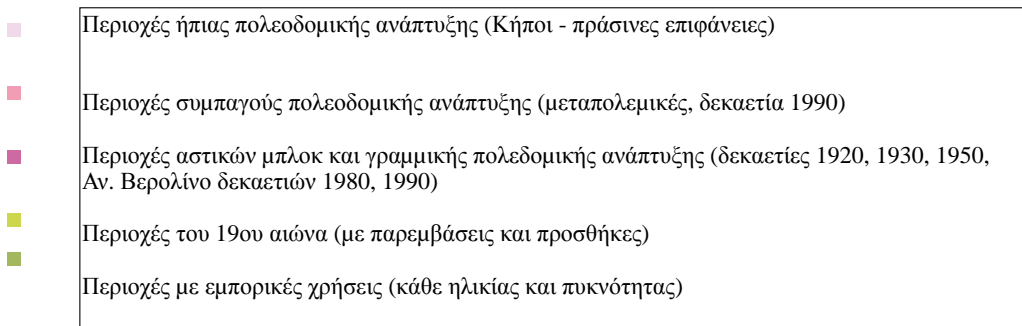 Περιοχές ήπιας πολεοδομικής ανάπτυξης (Κήποι - πράσινες επιφάνειες)
Περιοχές συμπαγούς πολεοδομικής ανάπτυξης (μεταπολεμικές, δεκαετία 1990)
Περιοχές αστικών μπλοκ και γραμμικής πολεδομικής ανάπτυξης (δεκαετίες 1920, 1930, 1950,
Αν. Βερολίνο δεκαετιών 1980, 1990)
Περιοχές του 19ου αιώνα (με παρεμβάσεις και προσθήκες)
Περιοχές με εμπορικές χρήσεις (κάθε ηλικίας και πυκνότητας)